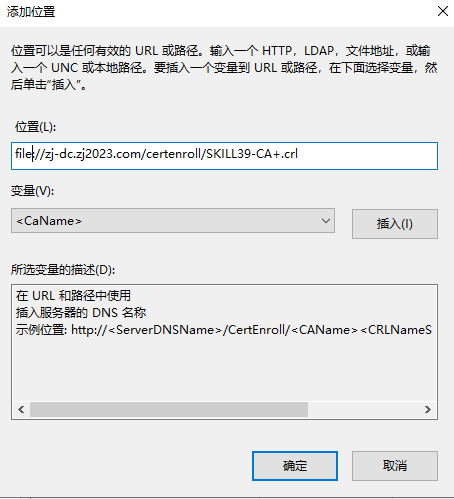 添加位置
位置可以是任何有效的 URL 或路径。输入一个 HTTP，LDAP，文件地址，或输
入一个 UNC 或本地路径。要插入一个变量到 URL 或路径，在下面选择变量，然
后单击“插入”。
位置(L):
file://zj-dc.zj2023.com/certenroll/SKILL39-CA+.crl
变量(V):
<CaName>
插入(I)
所选变量的描述(D):
在 URL 和路径中使用
插入服务器的 DNS 名称
示例位置: http://<ServerDNSName>/CertEnroll/<CAName><CRLNameS
确定
取消